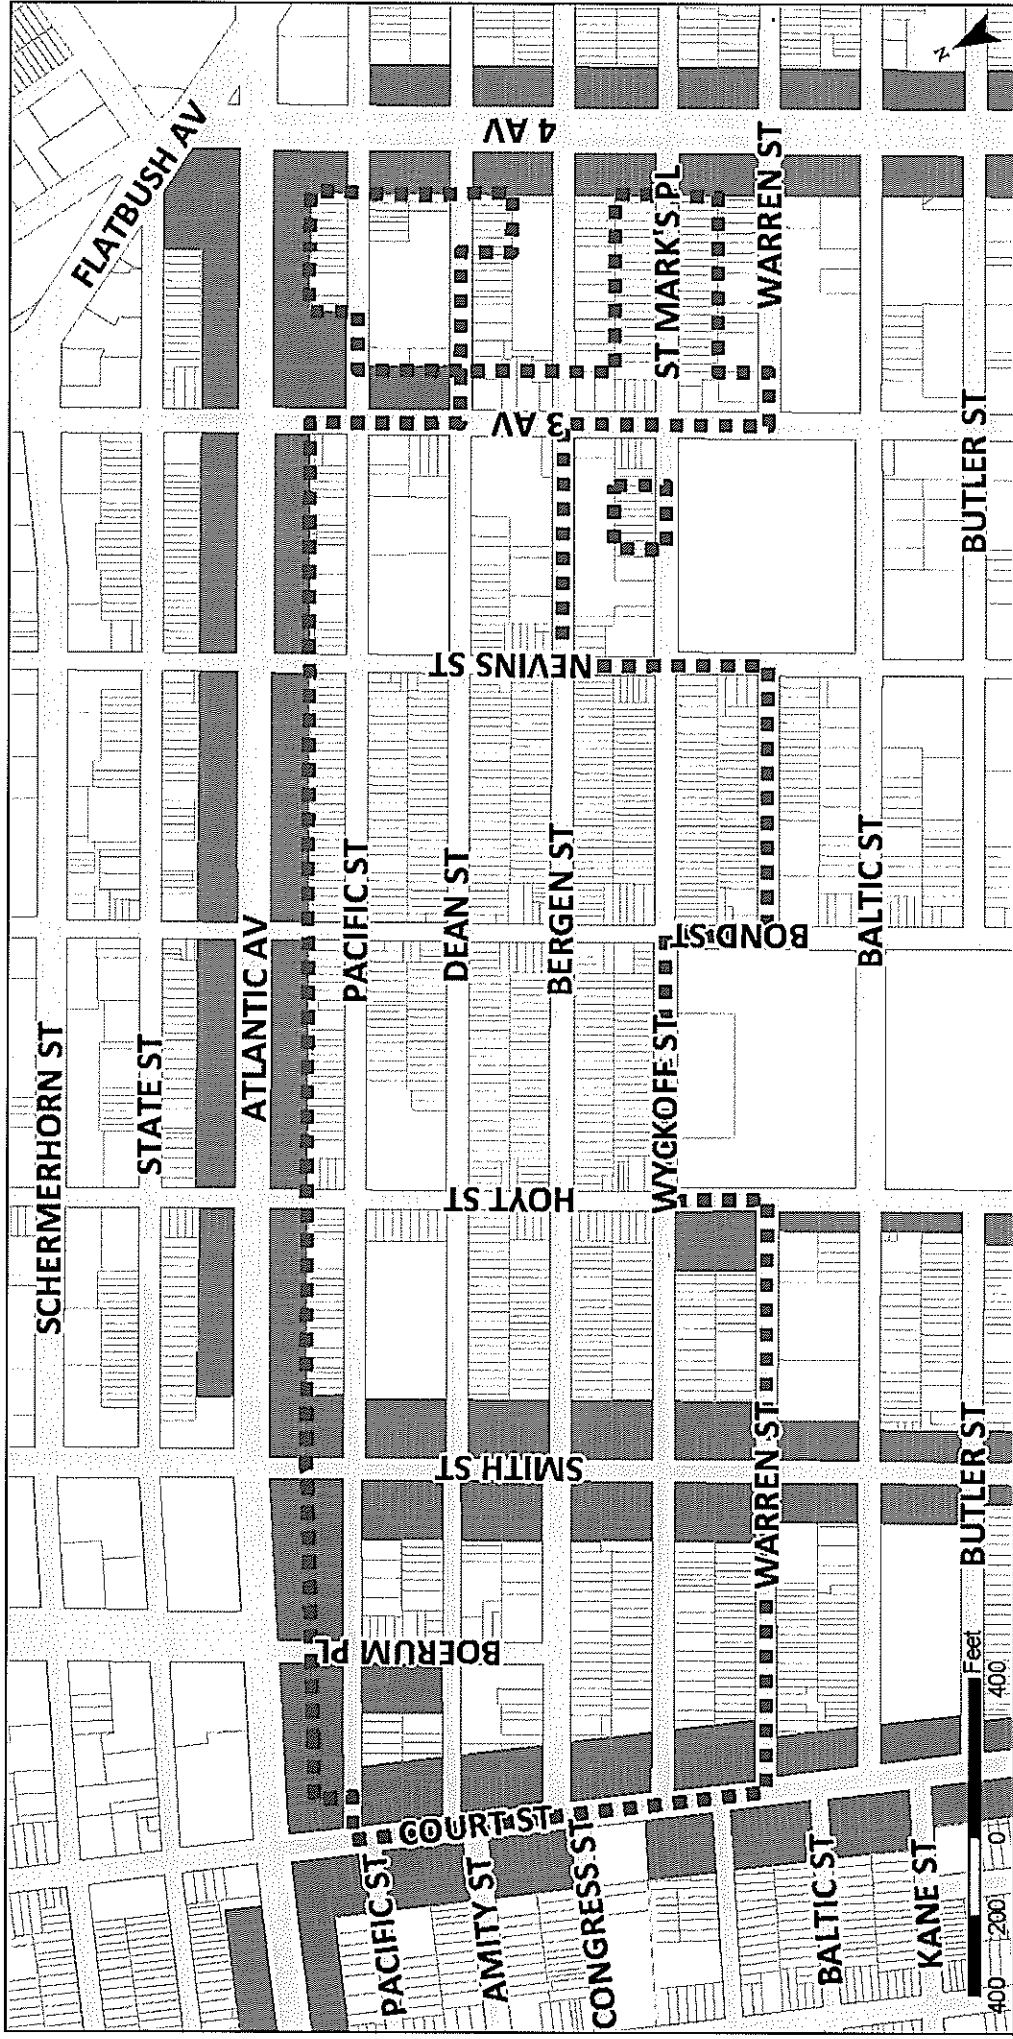 SCHERMERHORN ST
STATE ST
ATLANTIC AV
FLATBUSH AV
PACIFIC ST
DEAN ST
BERGEN ST
WYCKOFF ST
ST MARK'S PL
WARREN ST
WARREN ST
BALTIC ST
BUTLER ST
BUTLER ST
PACIFIC ST
AMITY ST
CONGRESS ST
BALTIC ST
KANE ST
COURT ST
BOERUM PL
SMITH ST
HOYT ST
BOND ST
NEVINS ST
3 AV
4 AV
N
400 200 0 400
Feet